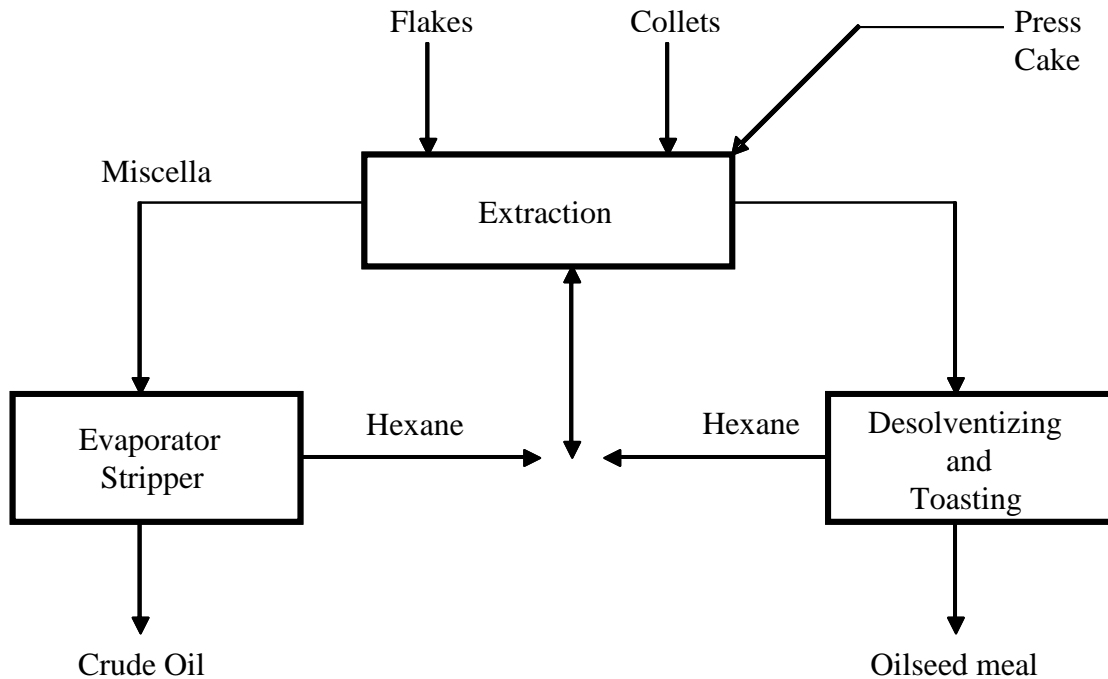 Flakes
Collets
Press
Cake
Miscella
Extraction
Evaporator
Stripper
Hexane
Hexane
Desolventizing
and
Toasting
Crude Oil
Oilseed meal